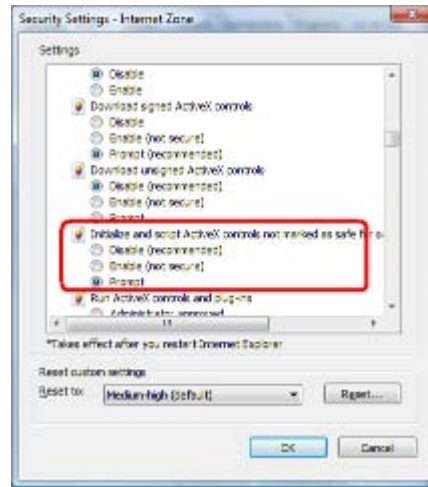 Security Settings - Internet Zone
Settings
Disable
Enable
Download signed ActiveX controls
Disable
Enable (not secure)
Prompt (recommended)
Download unsigned ActiveX controls
Disable (recommended)
Enable (not secure)
Prompt
Initialize and script ActiveX controls not marked as safe for s
Disable (recommended)
Enable (not secure)
Prompt
Run ActiveX controls and plug-ins
Administrator approved
*Takes effect after you restart Internet Explorer
Reset custom settings
Reset to: Medium-high (default) Reset...
OK Cancel